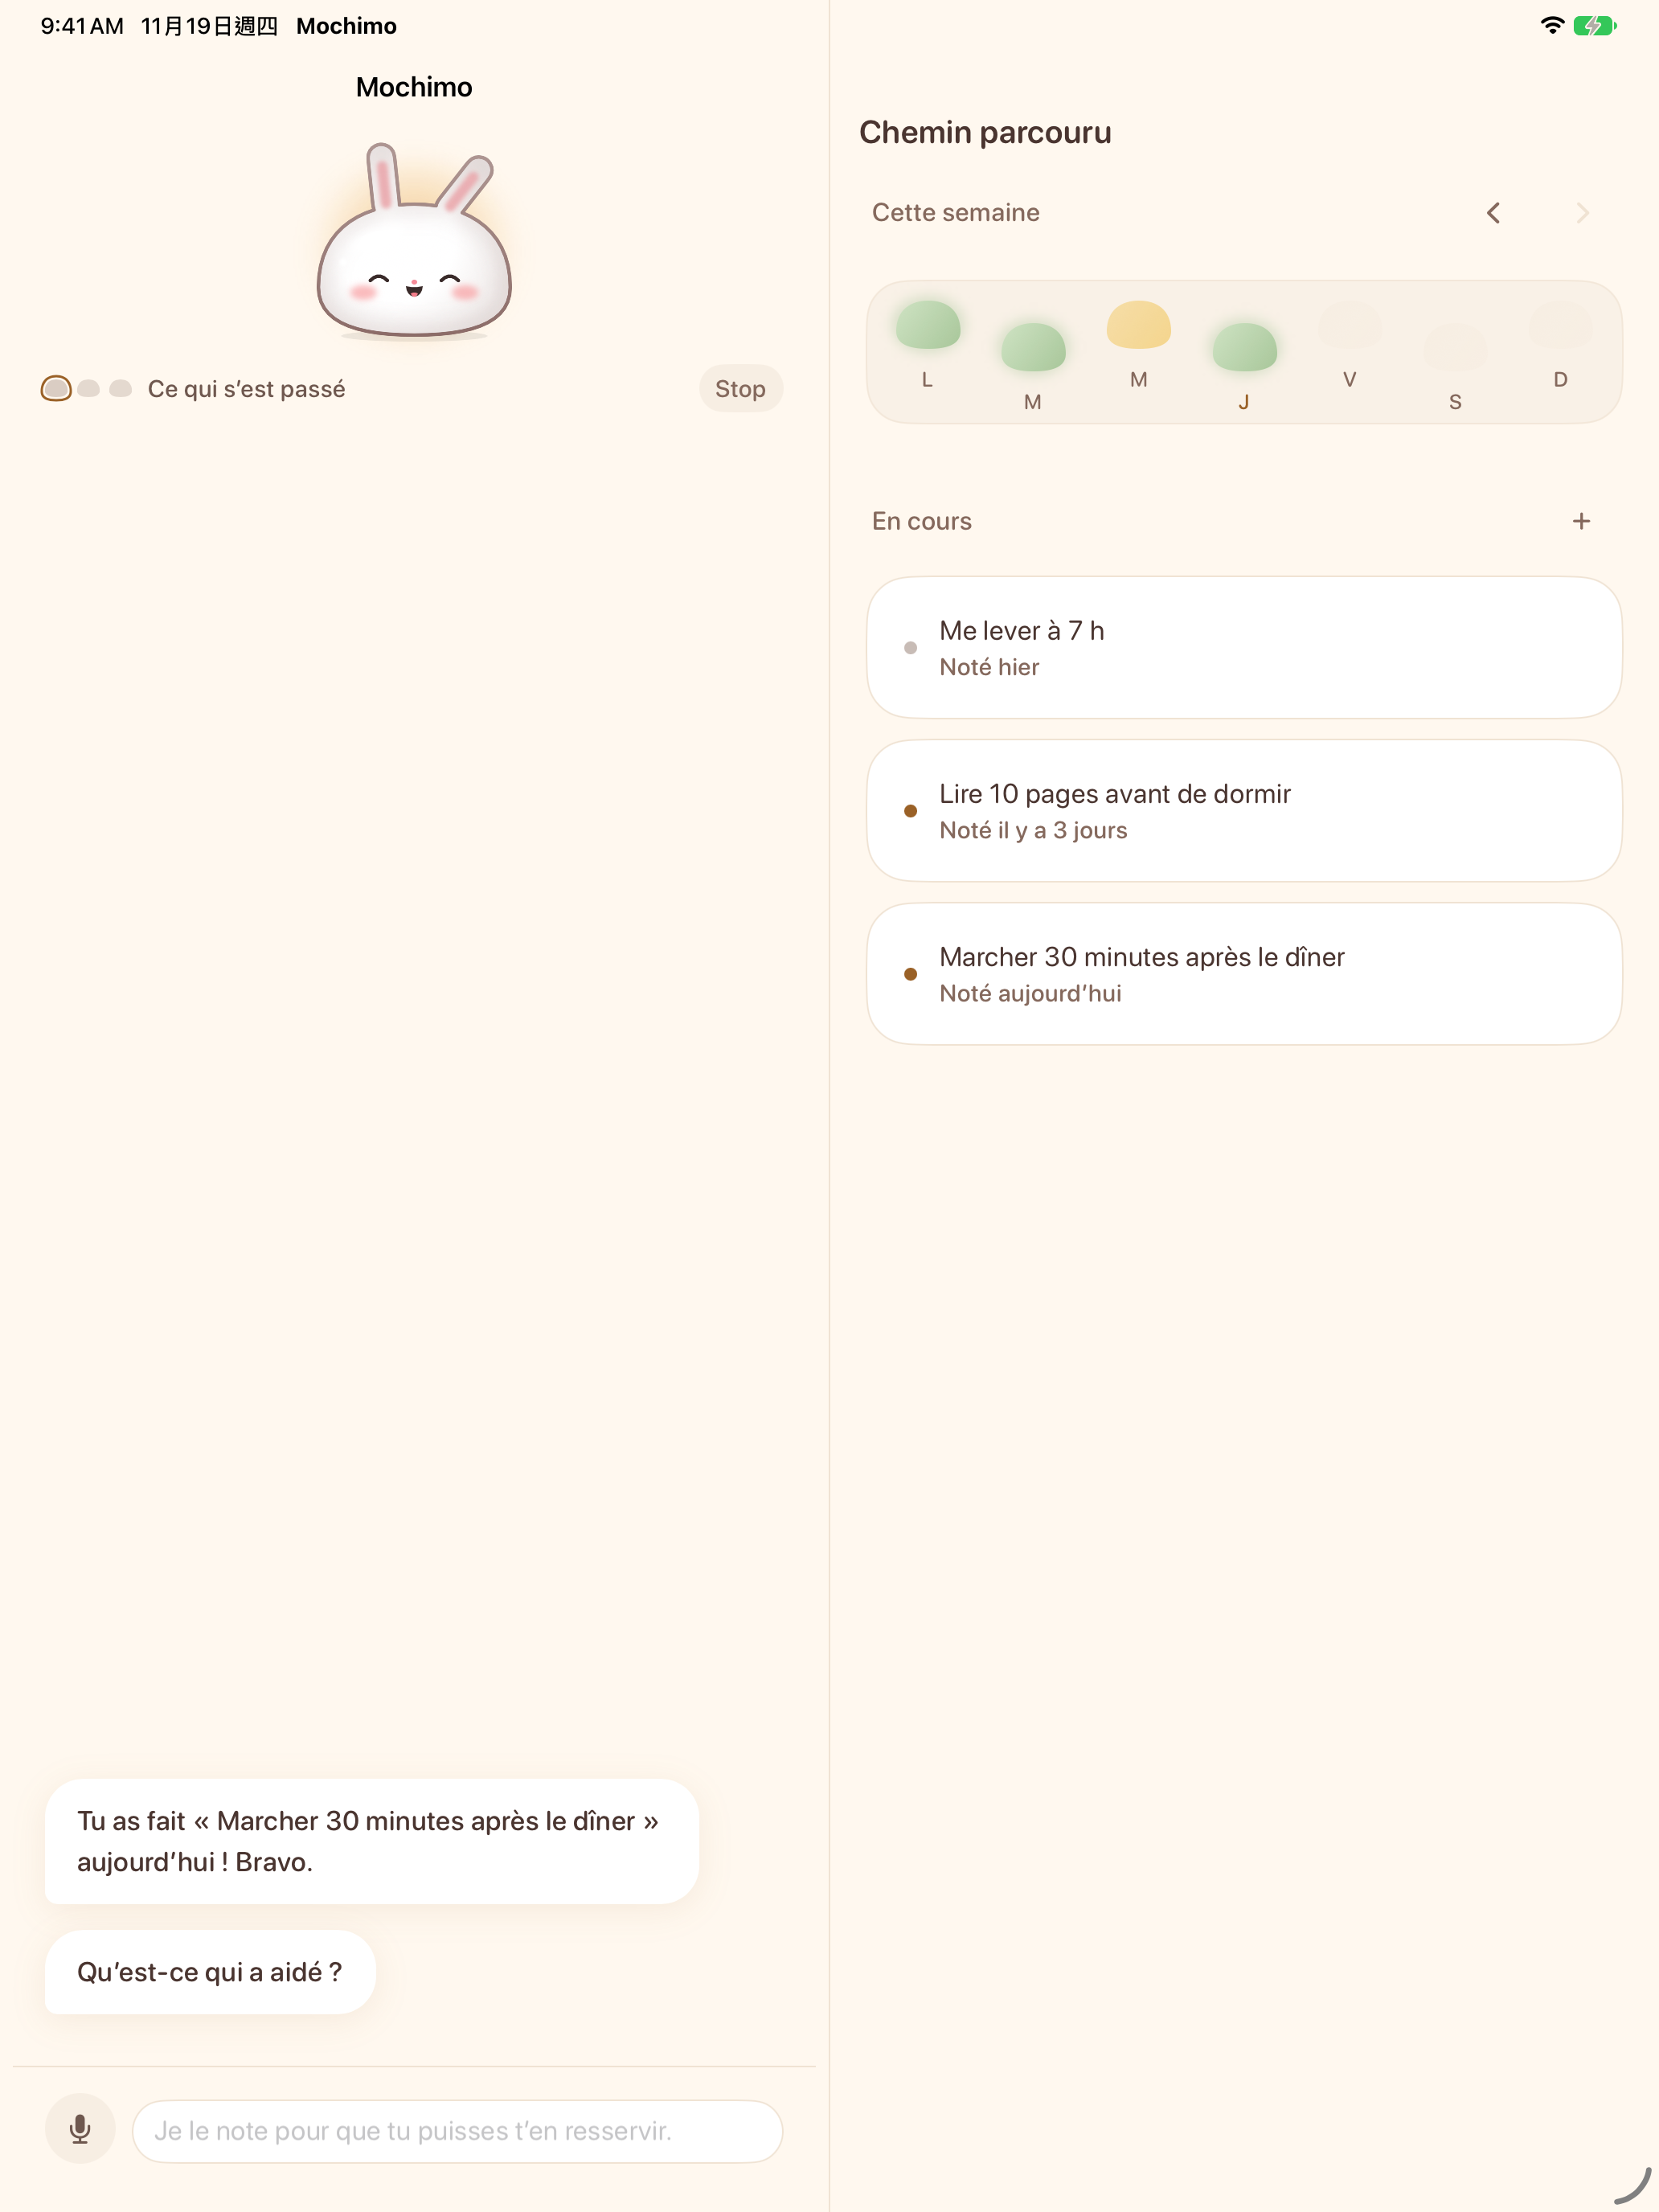 9:41 AM 11月19日週四 Mochimo
Mochimo
Ce qui s’est passé
Stop
Tu as fait « Marcher 30 minutes après le dîner »
aujourd’hui ! Bravo.
Qu’est-ce qui a aidé ?
Je le note pour que tu puisses t’en resservir.
Chemin parcouru
Cette semaine
L M M J V S D
En cours
Me lever à 7 h
Noté hier
Lire 10 pages avant de dormir
Noté il y a 3 jours
Marcher 30 minutes après le dîner
Noté aujourd’hui